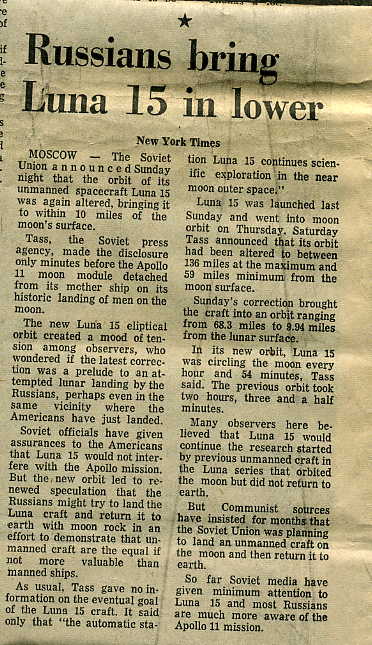 Russians bring
Luna 15 in lower
New York Times
MOSCOW — The Soviet
Union announced Sunday
night that the orbit of its
unmanned spacecraft Luna 15
was again altered, bringing it
to within 10 miles of the
moon's surface.
Tass, the Soviet press
agency, made the disclosure
only minutes before the Apollo
11 moon module detached
from its mother ship on its
historic landing of men on the
moon.
The new Luna 15 eliptical
orbit created a mood of ten-
sion among observers, who
wondered if the latest correc-
tion was a prelude to an at-
tempted lunar landing by the
Russians, perhaps even in the
same vicinity where the
Americans have just landed.
Soviet officials have given
assurances to the Americans
that Luna 15 would not inter-
fere with the Apollo mission.
But the new orbit led to re-
newed speculation that the
Russians might try to land the
Luna craft and return it to
earth with moon rock in an
effort to demonstrate that un-
manned craft are the equal if
not more valuable than
manned ships.
As usual, Tass gave no in-
formation on the eventual goal
of the Luna 15 craft. It said
only that "the automatic sta-
tion Luna 15 continues scien-
ific exploration in the near
moon outer space."
Luna 15 was launched last
Sunday and went into moon
orbit on Thursday. Saturday
Tass announced that its orbit
had been altered to between
136 miles at the maximum and
59 miles minimum from the
moon surface.
Sunday's correction brought
the craft into an orbit ranging
from 68.3 miles to 9.94 miles
from the lunar surface.
In its new orbit, Luna 15
was circling the moon every
hour and 54 minutes, Tass
said. The previous orbit took
two hours, three and a half
minutes.
Many observers here be-
lieved that Luna 15 would
continue the research started
by previous unmanned craft in
the Luna series that orbited
the moon but did not return to
earth.
But Communist sources
have insisted for months that
the Soviet Union was planning
to land an unmanned craft on
the moon and then return it to
earth.
So far Soviet media have
given minimum attention to
Luna 15 and most Russians
are much more aware of the
Apollo 11 mission.